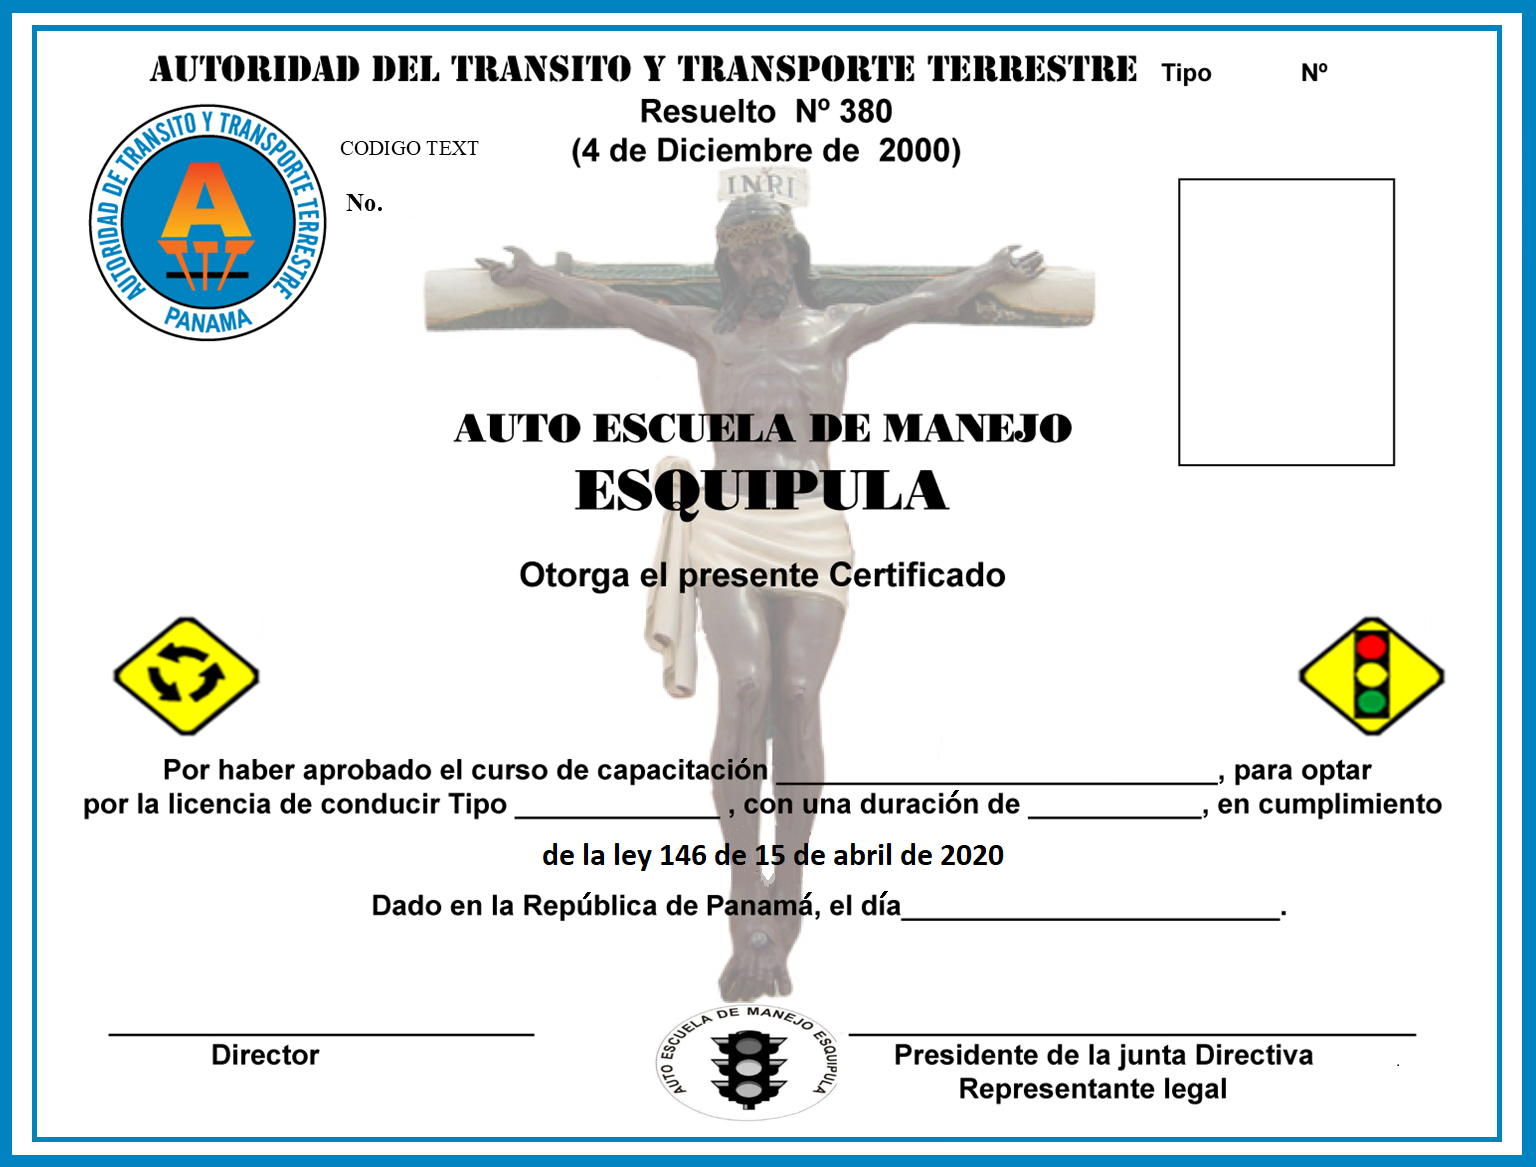 AUTORIDAD DEL TRANSITO Y TRANSPORTE TERRESTRE Tipo Nº
Resuelto Nº 380
(4 de Diciembre de 2000)
AUTORIDAD DE TRANSITO Y TRANSPORTE TERRESTRE
PANAMA
A
CODIGO TEXT
No.
INRI
AUTO ESCUELA DE MANEJO
ESQUIPULA
Otorga el presente Certificado
Por haber aprobado el curso de capacitación ____________________________, para optar
por la licencia de conducir Tipo _____________ , con una duración de ___________, en cumplimiento
de la ley 146 de 15 de abril de 2020
Dado en la República de Panamá, el día________________________.
Director
AUTO ESCUELA DE MANEJO ESQUIPULA
Presidente de la junta Directiva
Representante legal